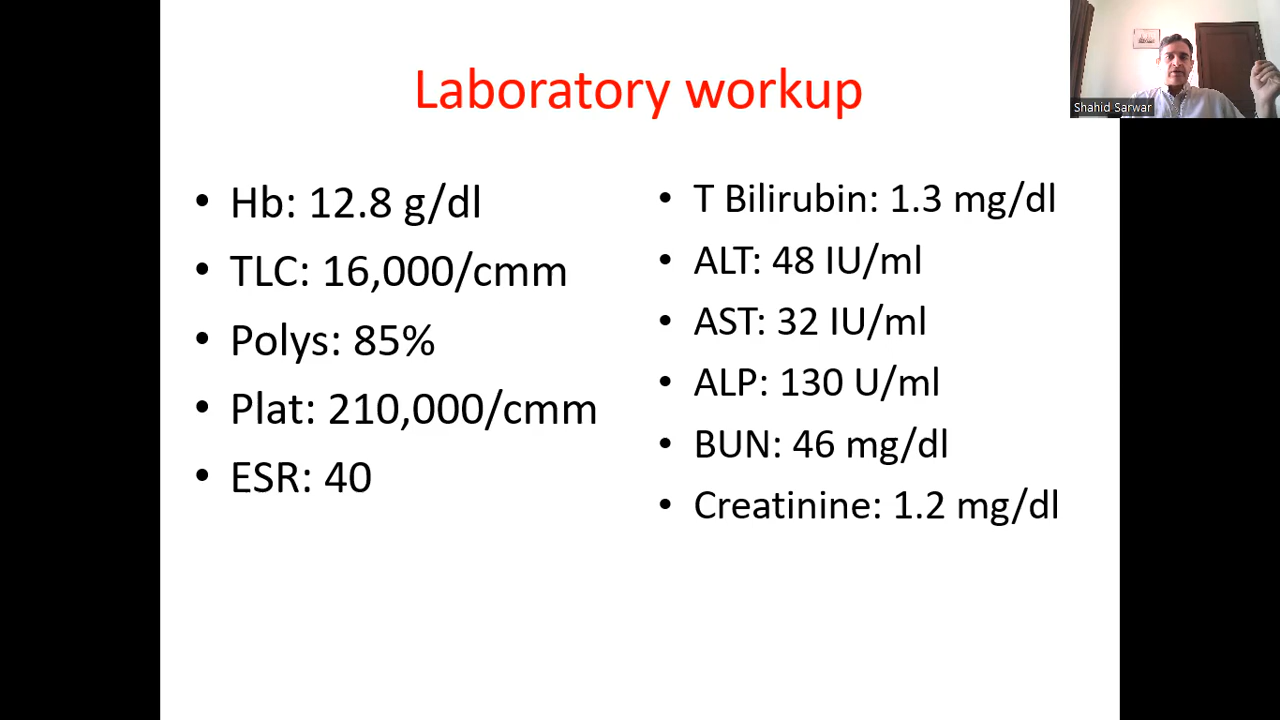 Laboratory workup
Shahid Sarwar
• Hb: 12.8 g/dl
• TLC: 16,000/cmm
• Polys: 85%
• Plat: 210,000/cmm
• ESR: 40
• T Bilirubin: 1.3 mg/dl
• ALT: 48 IU/ml
• AST: 32 IU/ml
• ALP: 130 U/ml
• BUN: 46 mg/dl
• Creatinine: 1.2 mg/dl